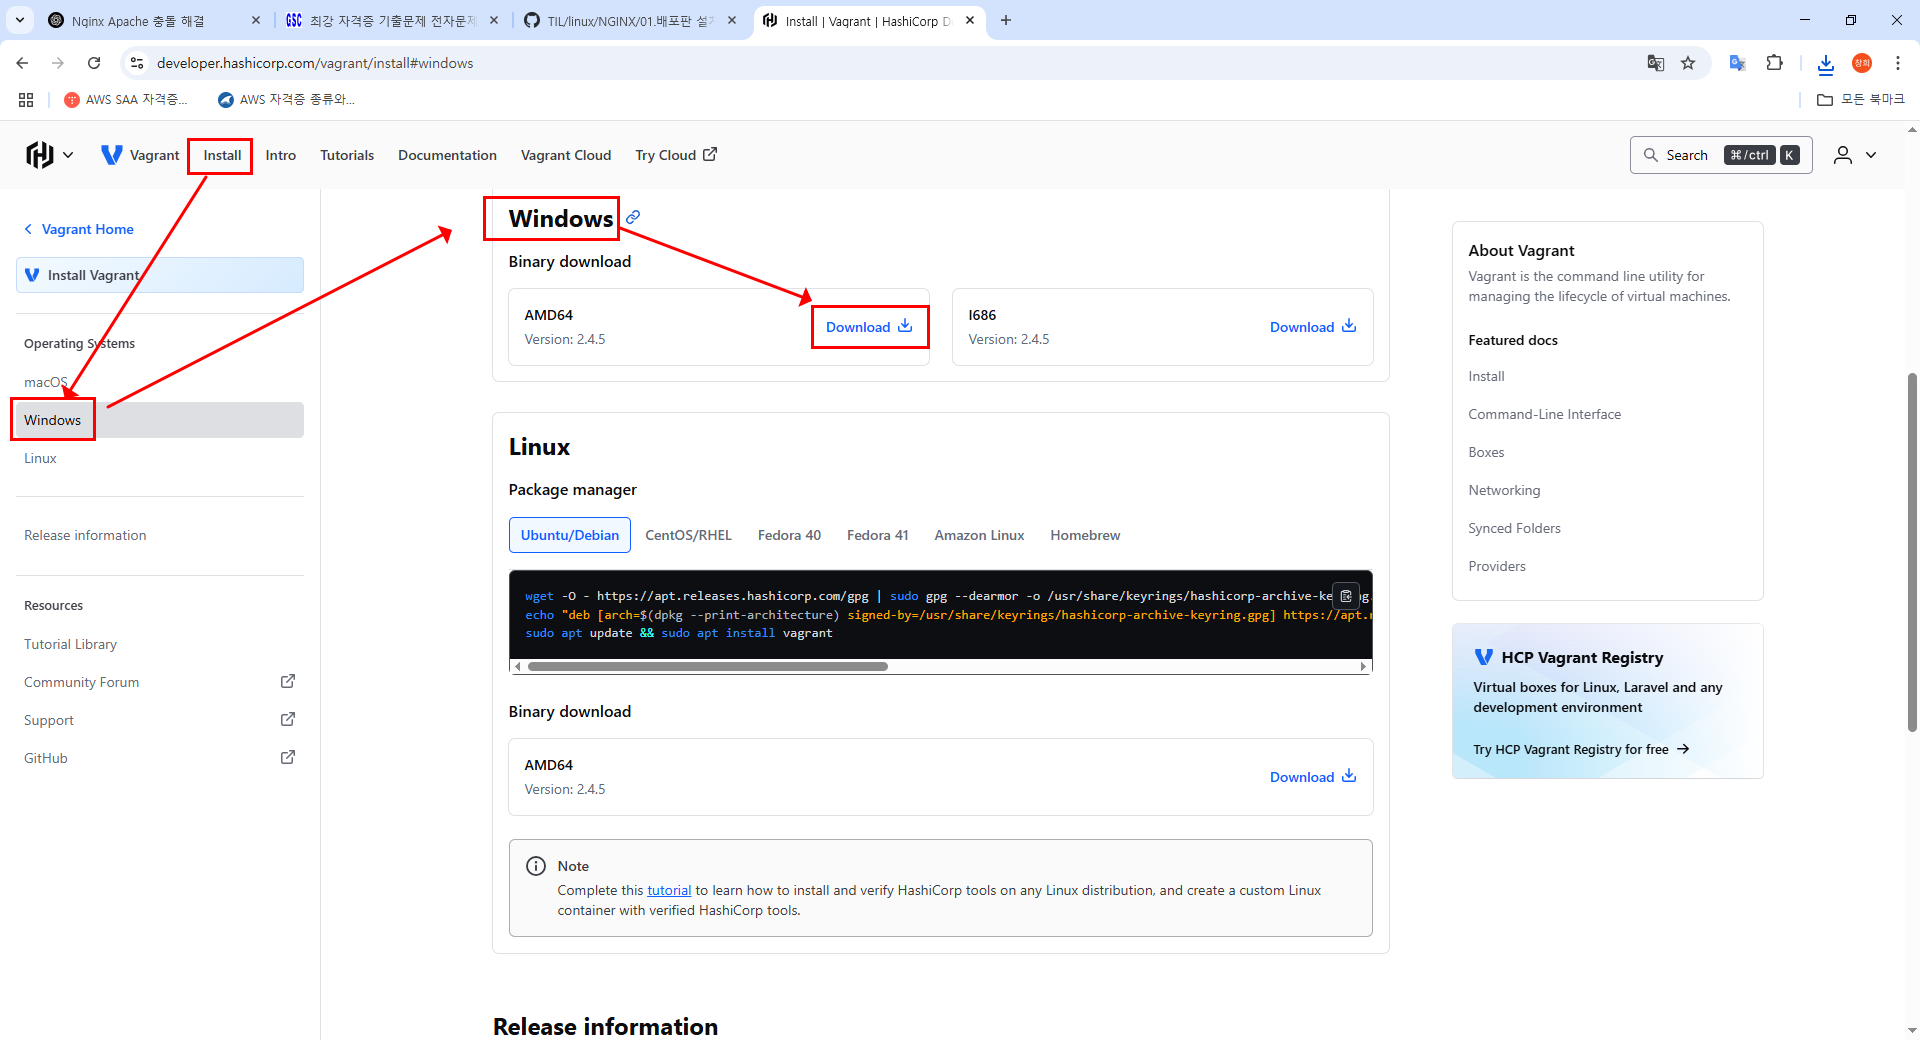 Nginx Apache 충돌 해결
최강 자격증 기출문제 전자문제
TIL/linux/NGINX/01.배포판 설치
Install | Vagrant | HashiCorp D
developer.hashicorp.com/vagrant/install#windows
창희
AWS SAA 자격증...
AWS 자격증 종류와...
모든 북마크
Vagrant
Install
Intro
Tutorials
Documentation
Vagrant Cloud
Try Cloud
Search
⌘/ctrl
K
Vagrant Home
Install Vagrant
Operating Systems
macOS
Windows
Linux
Release information
Resources
Tutorial Library
Community Forum
Support
GitHub
Windows
Binary download
AMD64
Version: 2.4.5
Download
I686
Version: 2.4.5
Download
Linux
Package manager
Ubuntu/Debian
CentOS/RHEL
Fedora 40
Fedora 41
Amazon Linux
Homebrew
wget -O - https://apt.releases.hashicorp.com/gpg | sudo gpg --dearmor -o /usr/share/keyrings/hashicorp-archive-keyring.
echo "deb [arch=$(dpkg --print-architecture) signed-by=/usr/share/keyrings/hashicorp-archive-keyring.gpg] https://apt.r
sudo apt update && sudo apt install vagrant
Binary download
AMD64
Version: 2.4.5
Download
Note
Complete this tutorial to learn how to install and verify HashiCorp tools on any Linux distribution, and create a custom Linux
container with verified HashiCorp tools.
Release information
About Vagrant
Vagrant is the command line utility for
managing the lifecycle of virtual machines.
Featured docs
Install
Command-Line Interface
Boxes
Networking
Synced Folders
Providers
HCP Vagrant Registry
Virtual boxes for Linux, Laravel and any
development environment
Try HCP Vagrant Registry for free